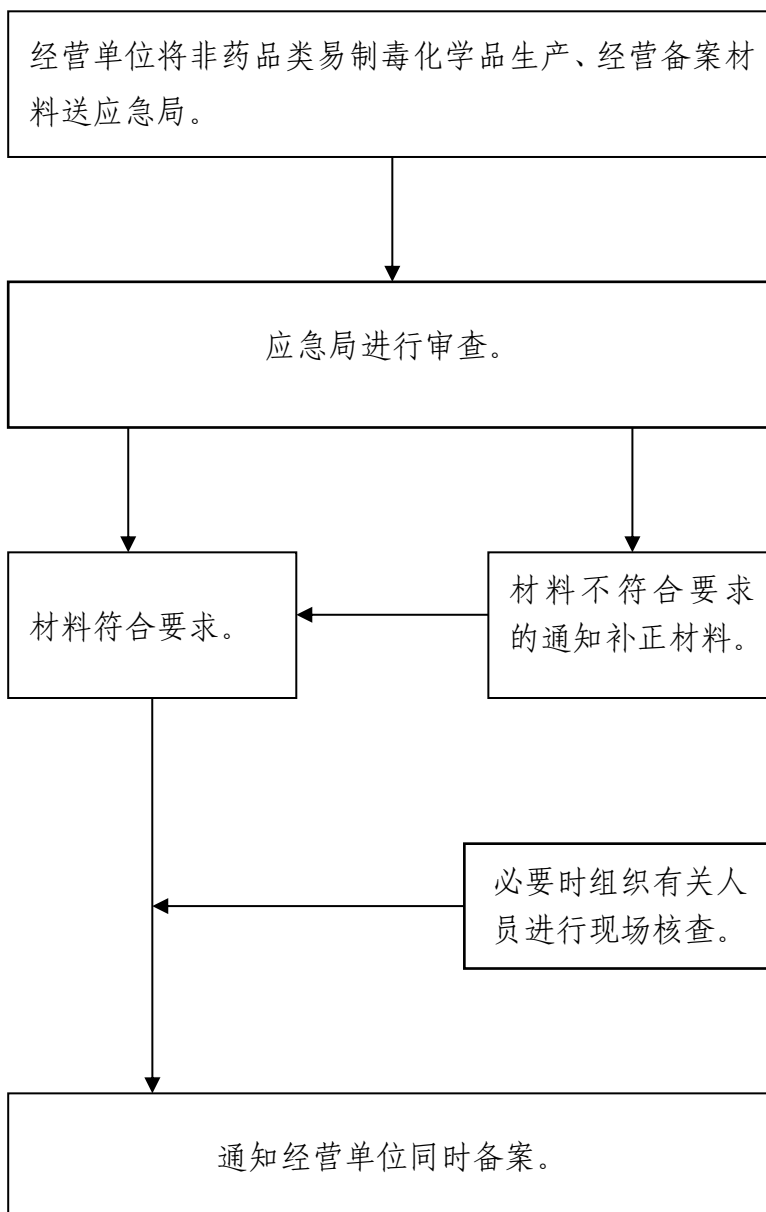 经营单位将非药品类易制毒化学品生产、经营备案材
料送应急局。
应急局进行审查。
材料符合要求。
材料不符合要求
的通知补正材料。
必要时组织有关人
员进行现场核查。
通知经营单位同时备案。